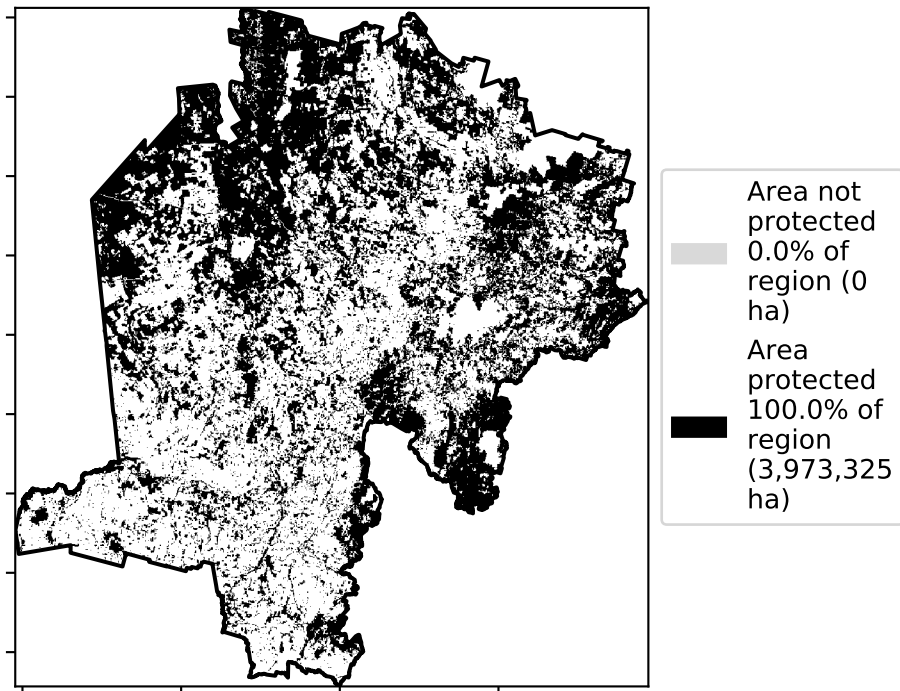 Area not
protected
0.0% of
region (0
ha)
Area
protected
100.0% of
region
(3,973,325
ha)